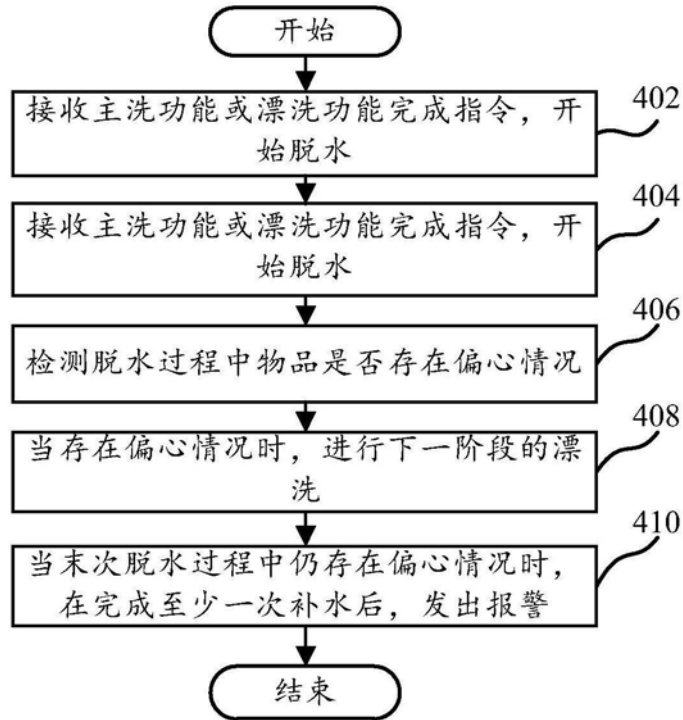 开始
接收主洗功能或漂洗功能完成指令，开
始脱水
402
接收主洗功能或漂洗功能完成指令，开
始脱水
404
检测脱水过程中物品是否存在偏心情况
406
当存在偏心情况时，进行下一阶段的漂
洗
408
当末次脱水过程中仍存在偏心情况时，
在完成至少一次补水后，发出报警
410
结束